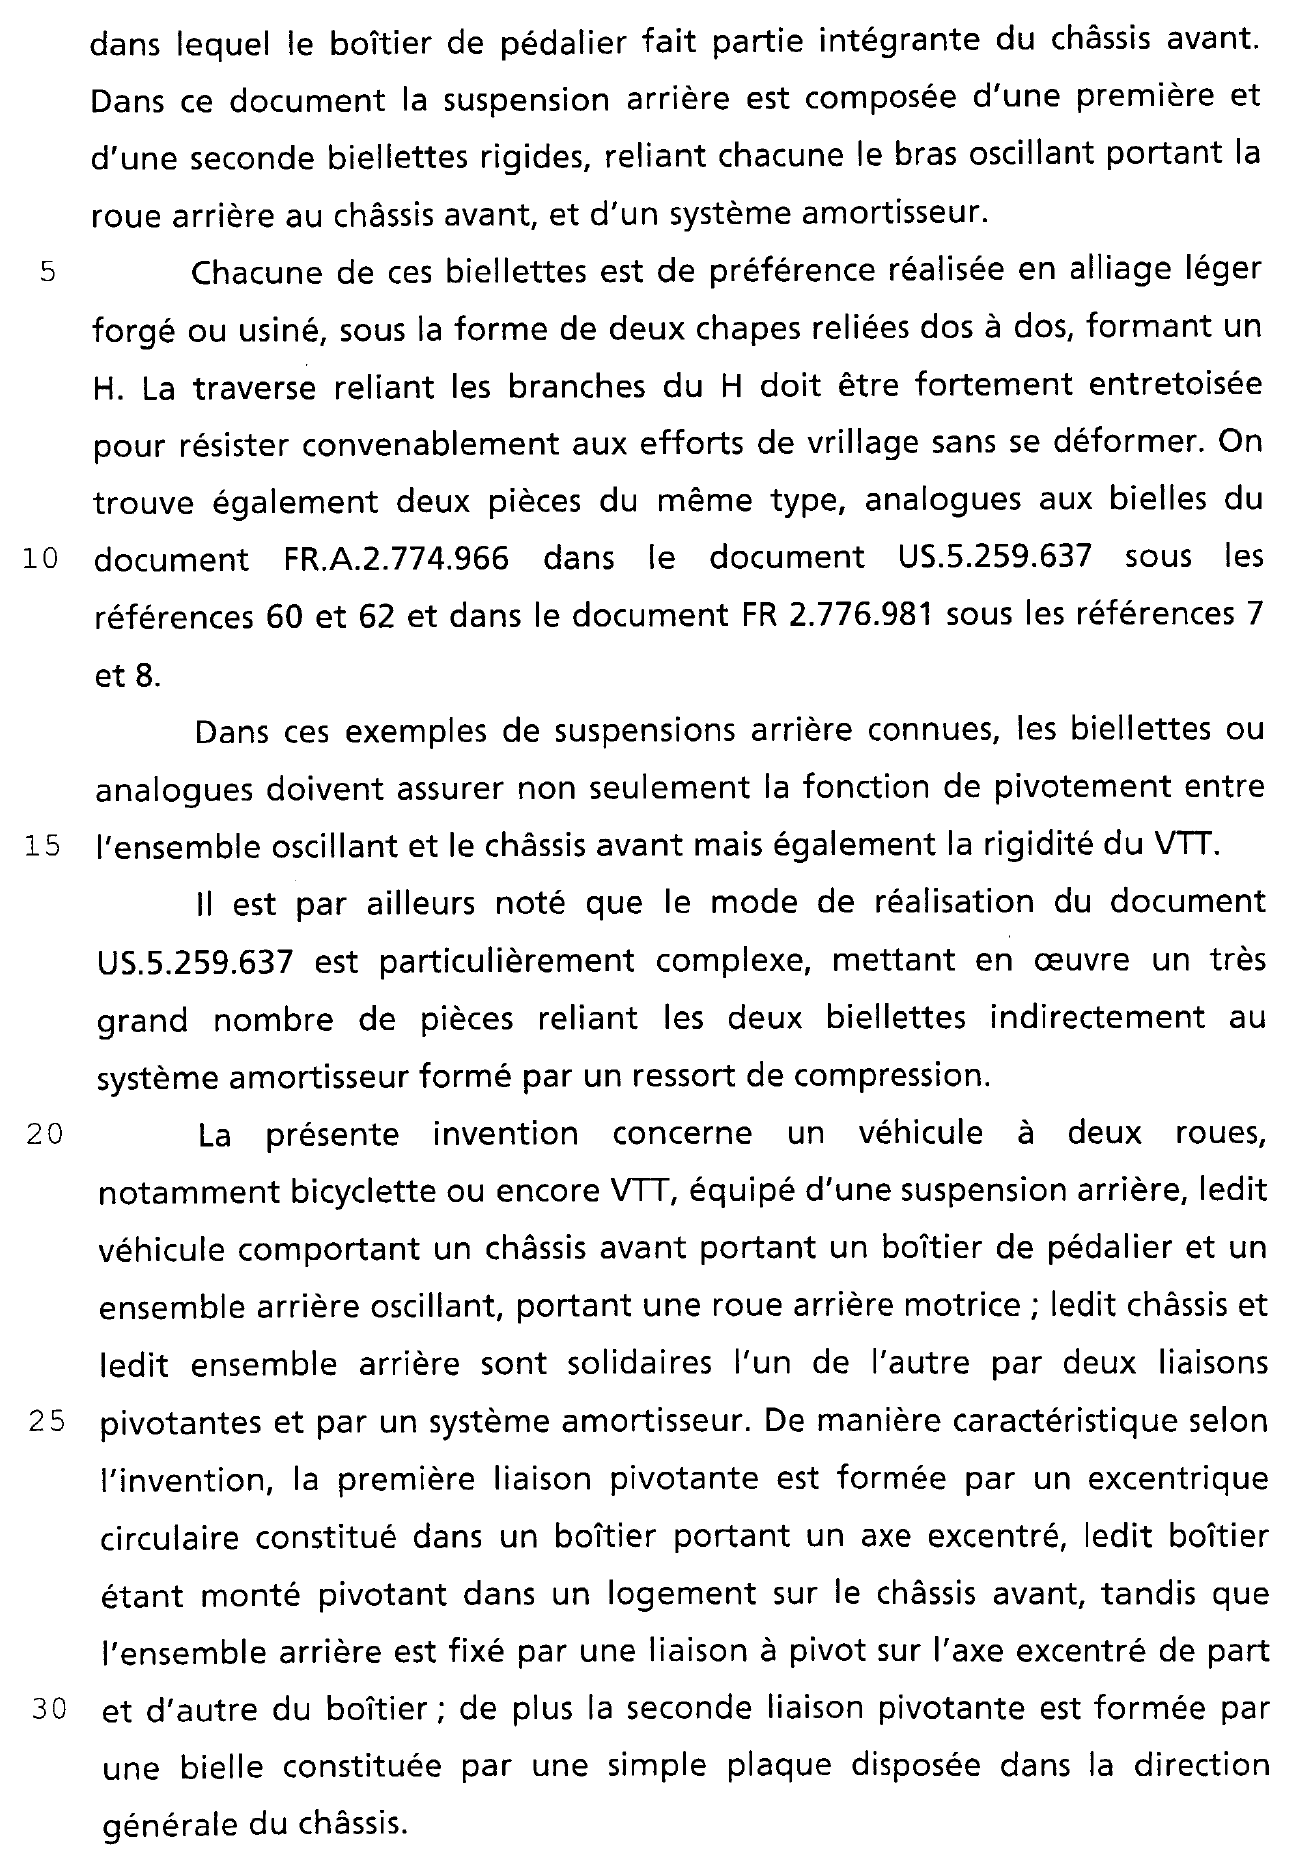 dans lequel le boîtier de pédalier fait partie intégrante du châssis avant.
Dans ce document la suspension arrière est composée d'une première et
d'une seconde biellettes rigides, reliant chacune le bras oscillant portant la
roue arrière au châssis avant, et d'un système amortisseur.
5 Chacune de ces biellettes est de préférence réalisée en alliage léger
forgé ou usiné, sous la forme de deux chapes reliées dos à dos, formant un
H. La traverse reliant les branches du H doit être fortement entretoisée
pour résister convenablement aux efforts de vrillage sans se déformer. On
trouve également deux pièces du même type, analogues aux bielles du
10 document FR.A.2.774.966 dans le document US.5.259.637 sous les
références 60 et 62 et dans le document FR 2.776.981 sous les références 7
et 8.
Dans ces exemples de suspensions arrière connues, les biellettes ou
analogues doivent assurer non seulement la fonction de pivotement entre
15 l'ensemble oscillant et le châssis avant mais également la rigidité du VTT.
Il est par ailleurs noté que le mode de réalisation du document
US.5.259.637 est particulièrement complexe, mettant en œuvre un très
grand nombre de pièces reliant les deux biellettes indirectement au
système amortisseur formé par un ressort de compression.
20 La présente invention concerne un véhicule à deux roues,
notamment bicyclette ou encore VTT, équipé d'une suspension arrière, ledit
véhicule comportant un châssis avant portant un boîtier de pédalier et un
ensemble arrière oscillant, portant une roue arrière motrice ; ledit châssis et
ledit ensemble arrière sont solidaires l'un de l'autre par deux liaisons
25 pivotantes et par un système amortisseur. De manière caractéristique selon
l'invention, la première liaison pivotante est formée par un excentrique
circulaire constitué dans un boîtier portant un axe excentré, ledit boîtier
étant monté pivotant dans un logement sur le châssis avant, tandis que
l'ensemble arrière est fixé par une liaison à pivot sur l'axe excentré de part
30 et d'autre du boîtier ; de plus la seconde liaison pivotante est formée par
une bielle constituée par une simple plaque disposée dans la direction
générale du châssis.